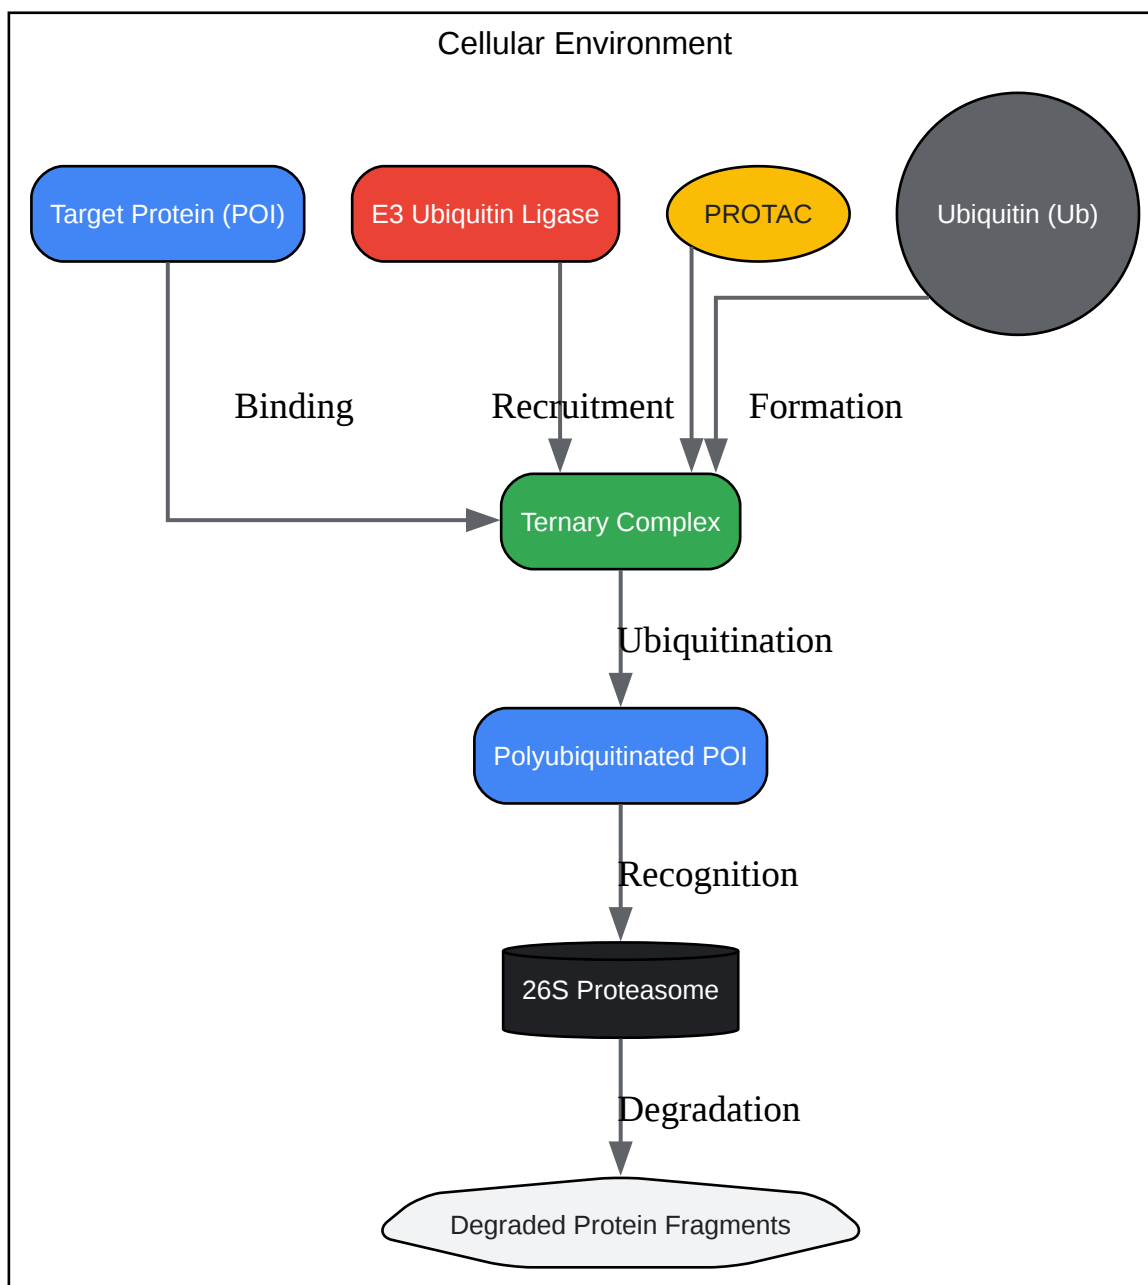 Cellular Environment
Target Protein (POI)
E3 Ubiquitin Ligase
PROTAC
Ubiquitin (Ub)
Binding
Recruitment
Formation
Ternary Complex
Ubiquitination
Polyubiquitinated POI
Recognition
26S Proteasome
Degradation
Degraded Protein Fragments